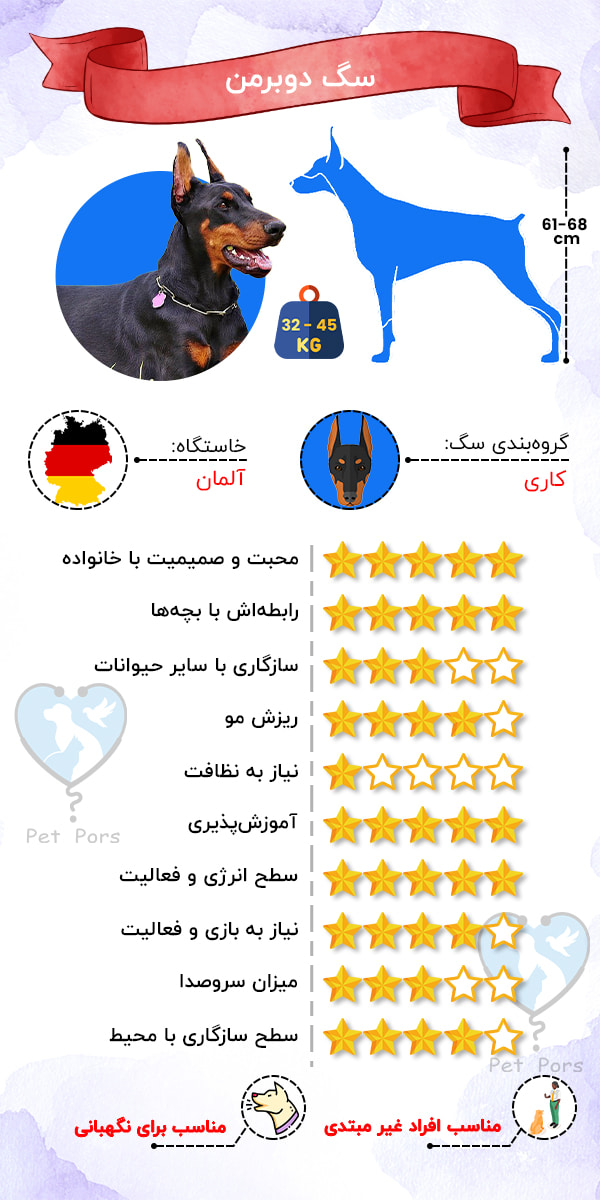 سگ دوبرمن
61-68
cm
32 - 45
KG
گروه‌بندی سگ:
کاری
خاستگاه:
آلمان
محبت و صمیمیت با خانواده
رابطه‌اش با بچه‌ها
سازگاری با سایر حیوانات
ریزش مو
نیاز به نظافت
آموزش‌پذیری
سطح انرژی و فعالیت
نیاز به بازی و فعالیت
میزان سروصدا
سطح سازگاری با محیط
Pet Pors
Pet Pors
مناسب افراد غیر مبتدی
مناسب برای نگهبانی